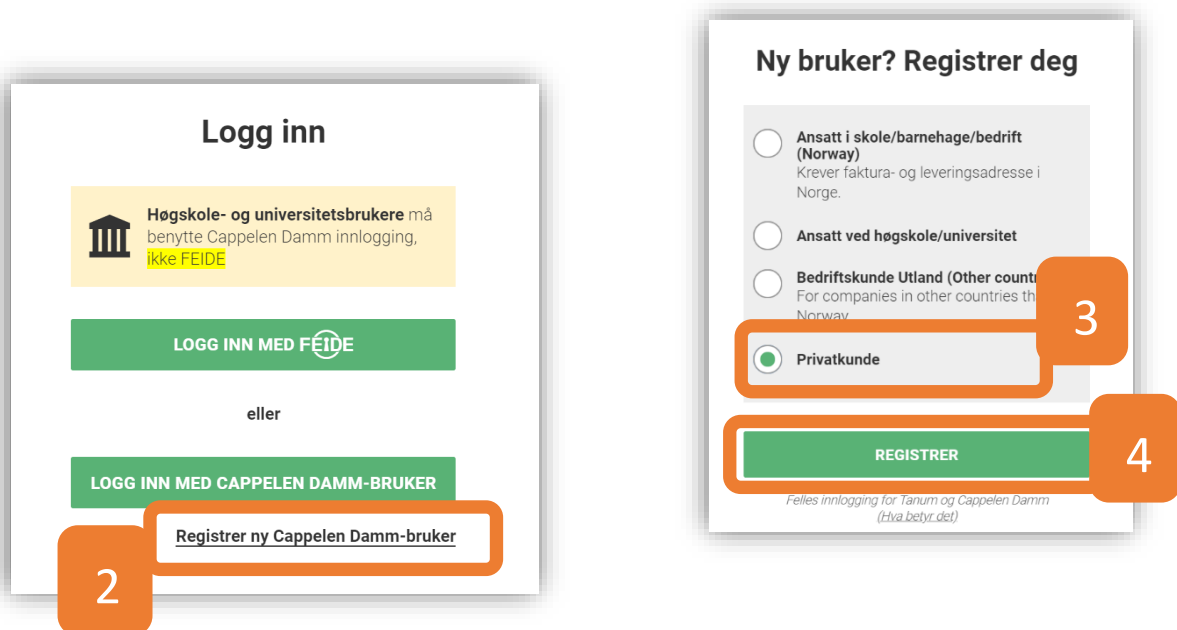 Logg inn
Høgskole- og universitetsbrukere må
benytte Cappelen Damm innlogging,
ikke FEIDE
LOGG INN MED FEIDE
eller
LOGG INN MED CAPPELEN DAMM-BRUKER
Registrer ny Cappelen Damm-bruker
2
Ny bruker? Registrer deg
Ansatt i skole/barnehage/bedrift
(Norway)
Krever faktura- og leveringsadresse i
Norge.
Ansatt ved høgskole/universitet
Bedriftskunde Utland (Other
For companies in other countries
Norway
3
Privatkunde
REGISTRER
4
Felles innlogging for Tanum og Cappelen Damm
(Hva betyr det)